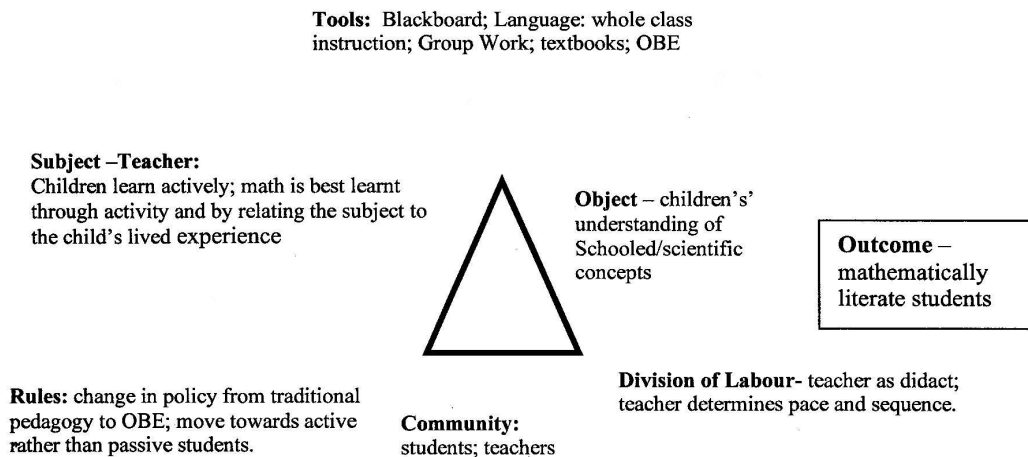 Tools: Blackboard; Language: whole class
instruction; Group Work; textbooks; OBE
Subject –Teacher:
Children learn actively; math is best learnt
through activity and by relating the subject to
the child's lived experience
Object – children's'
understanding of
Schooled/scientific
concepts
Outcome –
mathematically
literate students
Rules: change in policy from traditional
pedagogy to OBE; move towards active
rather than passive students.
Community:
students; teachers
Division of Labour- teacher as didact;
teacher determines pace and sequence.